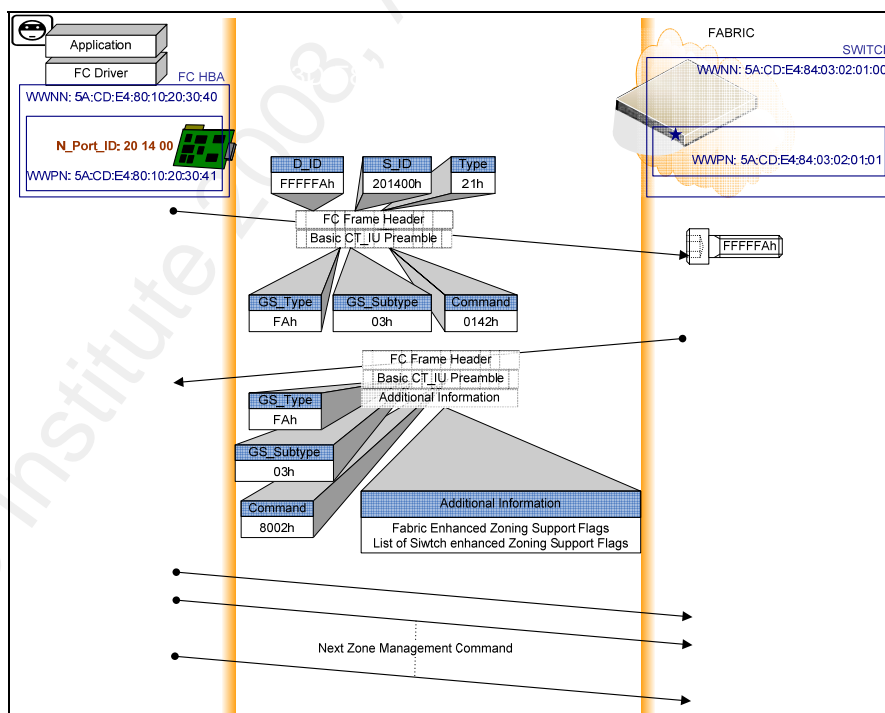 Application
FC Driver
FC HBA
WWNN: 5A:CD:E4:80:10:20:30:40
N_Port_ID: 20 14 00
WWPN: 5A:CD:E4:80:10:20:30:41
FABRIC
SWITCH
WWNN: 5A:CD:E4:84:03:02:01:00
WWPN: 5A:CD:E4:84:03:02:01:01
D_ID
S_ID
Type
FFFFFAh
201400h
21h
FC Frame Header
Basic CT_IU Preamble
FFFFFAh
GS_Type
GS_Subtype
Command
FAh
03h
0142h
FC Frame Header
Basic CT_IU Preamble
Additional Information
GS_Type
FAh
GS_Subtype
03h
Command
8002h
Additional Information
Fabric Enhanced Zoning Support Flags
List of Siwtch enhanced Zoning Support Flags
Next Zone Management Command
Institute 2008,